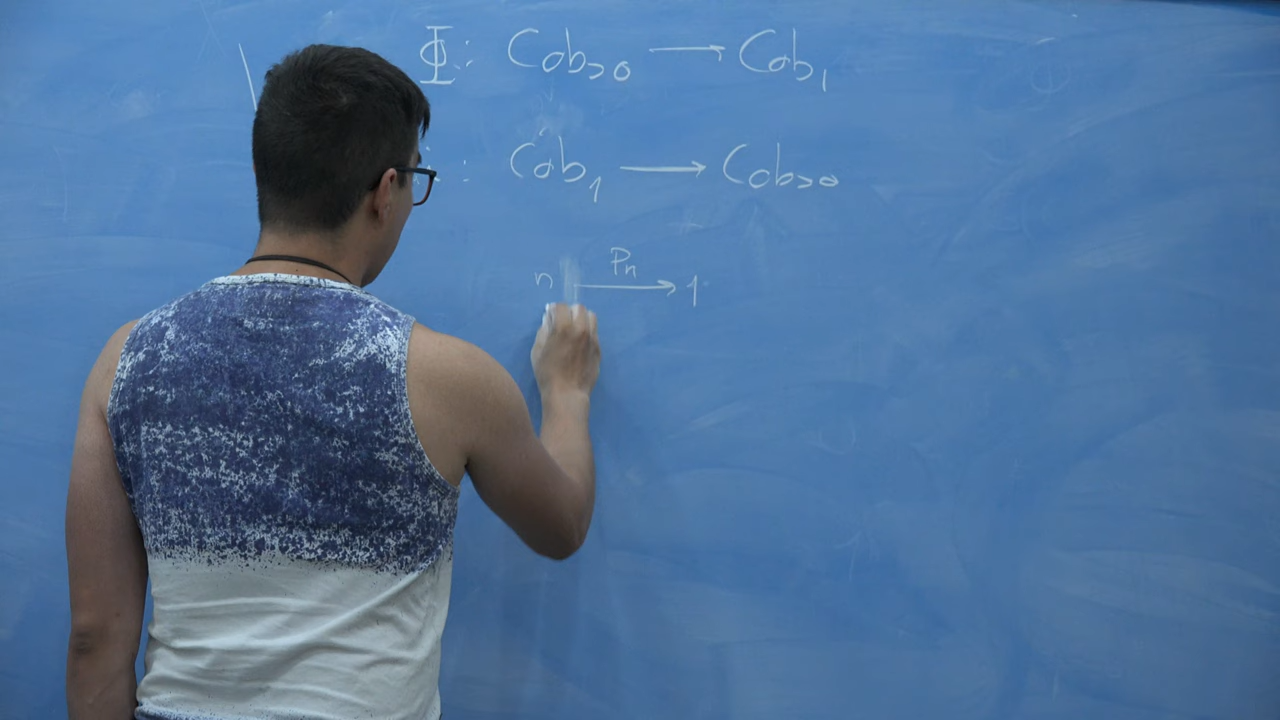 Φ: Cob>0 → Cob1
: Cob1 → Cob>0
n Pn → 1